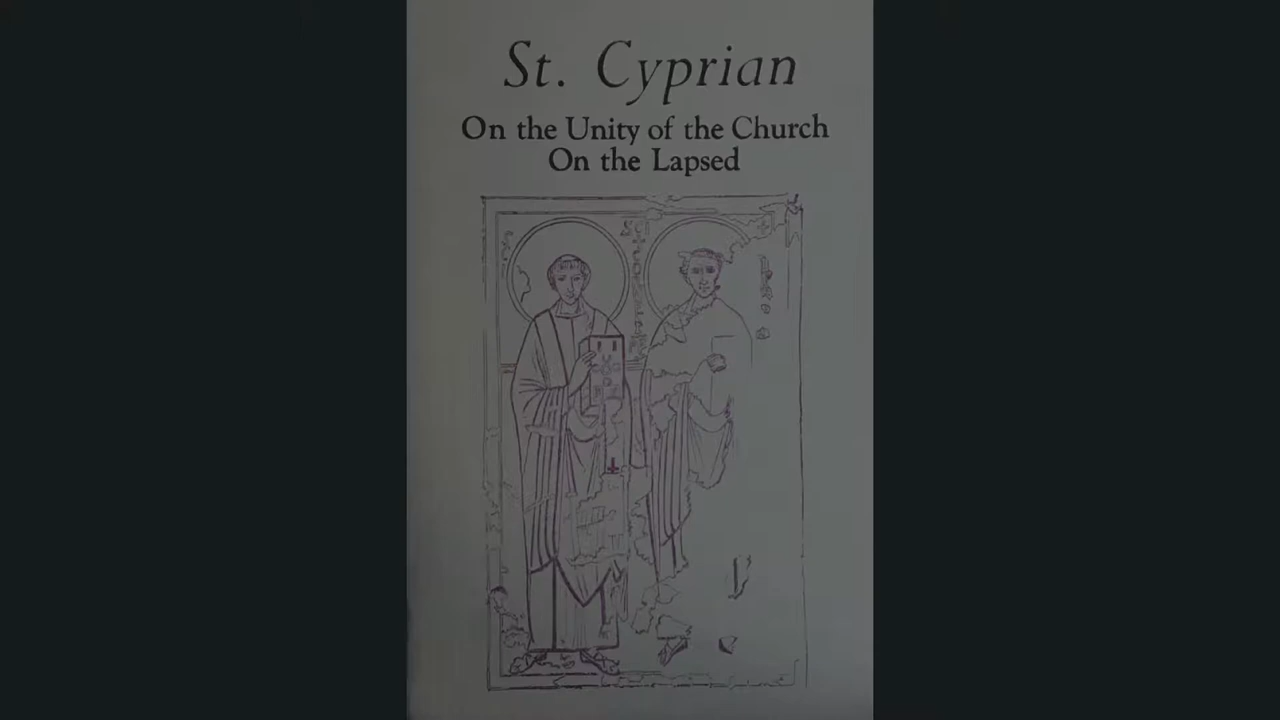 St. Cyprian
On the Unity of the Church
On the Lapsed